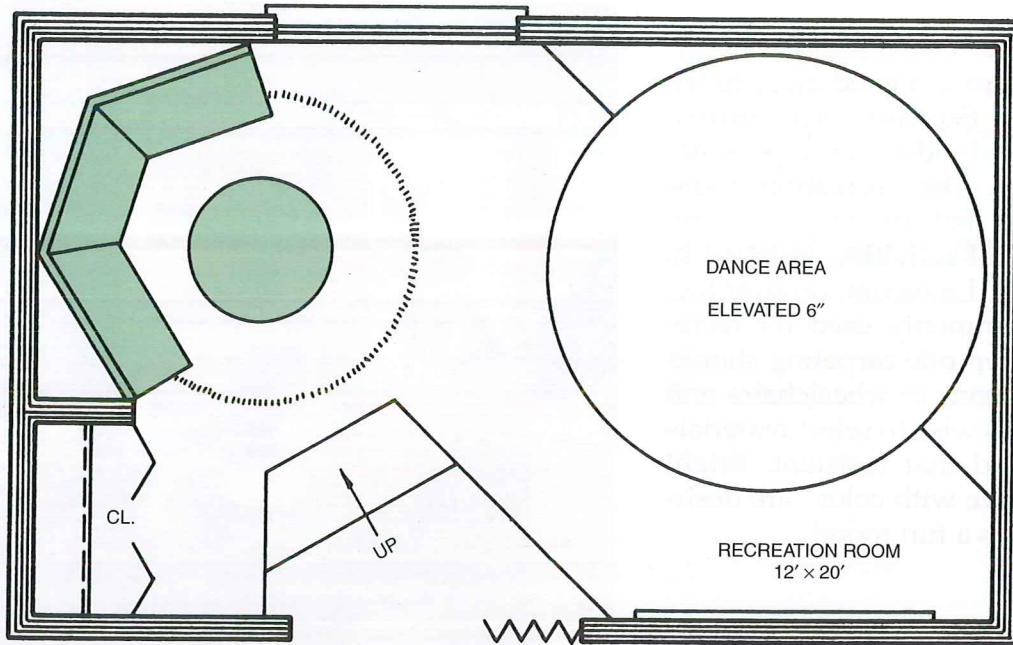 DANCE AREA
ELEVATED 6″
CL.
UP
RECREATION ROOM
12′ × 20′